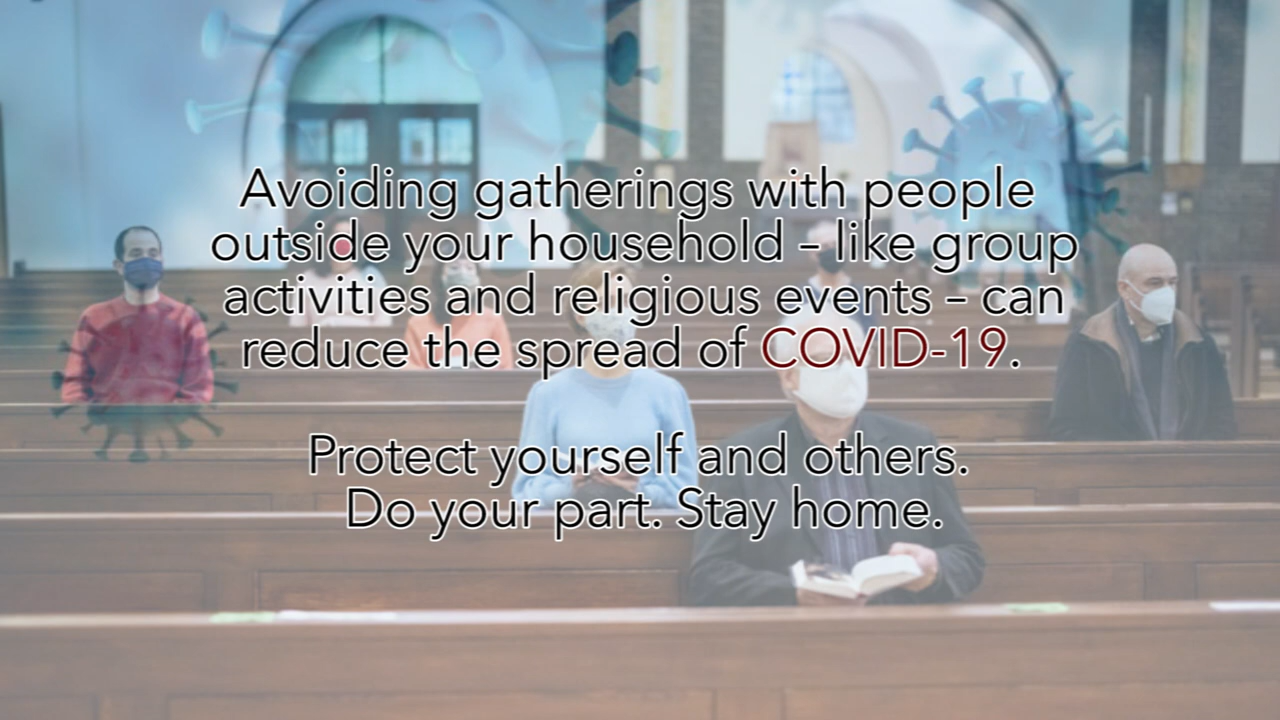 Avoiding gatherings with people
outside your household – like group
activities and religious events – can
reduce the spread of COVID-19.
Protect yourself and others.
Do your part. Stay home.